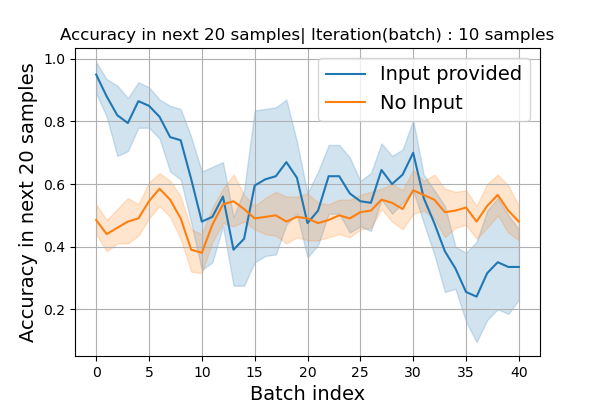 Accuracy in next 20 samples| Iteration(batch) : 10 samples
Input provided
No Input
Accuracy in next 20 samples
1.0
0.8
0.6
0.4
0.2
0 5 10 15 20 25 30 35 40
Batch index